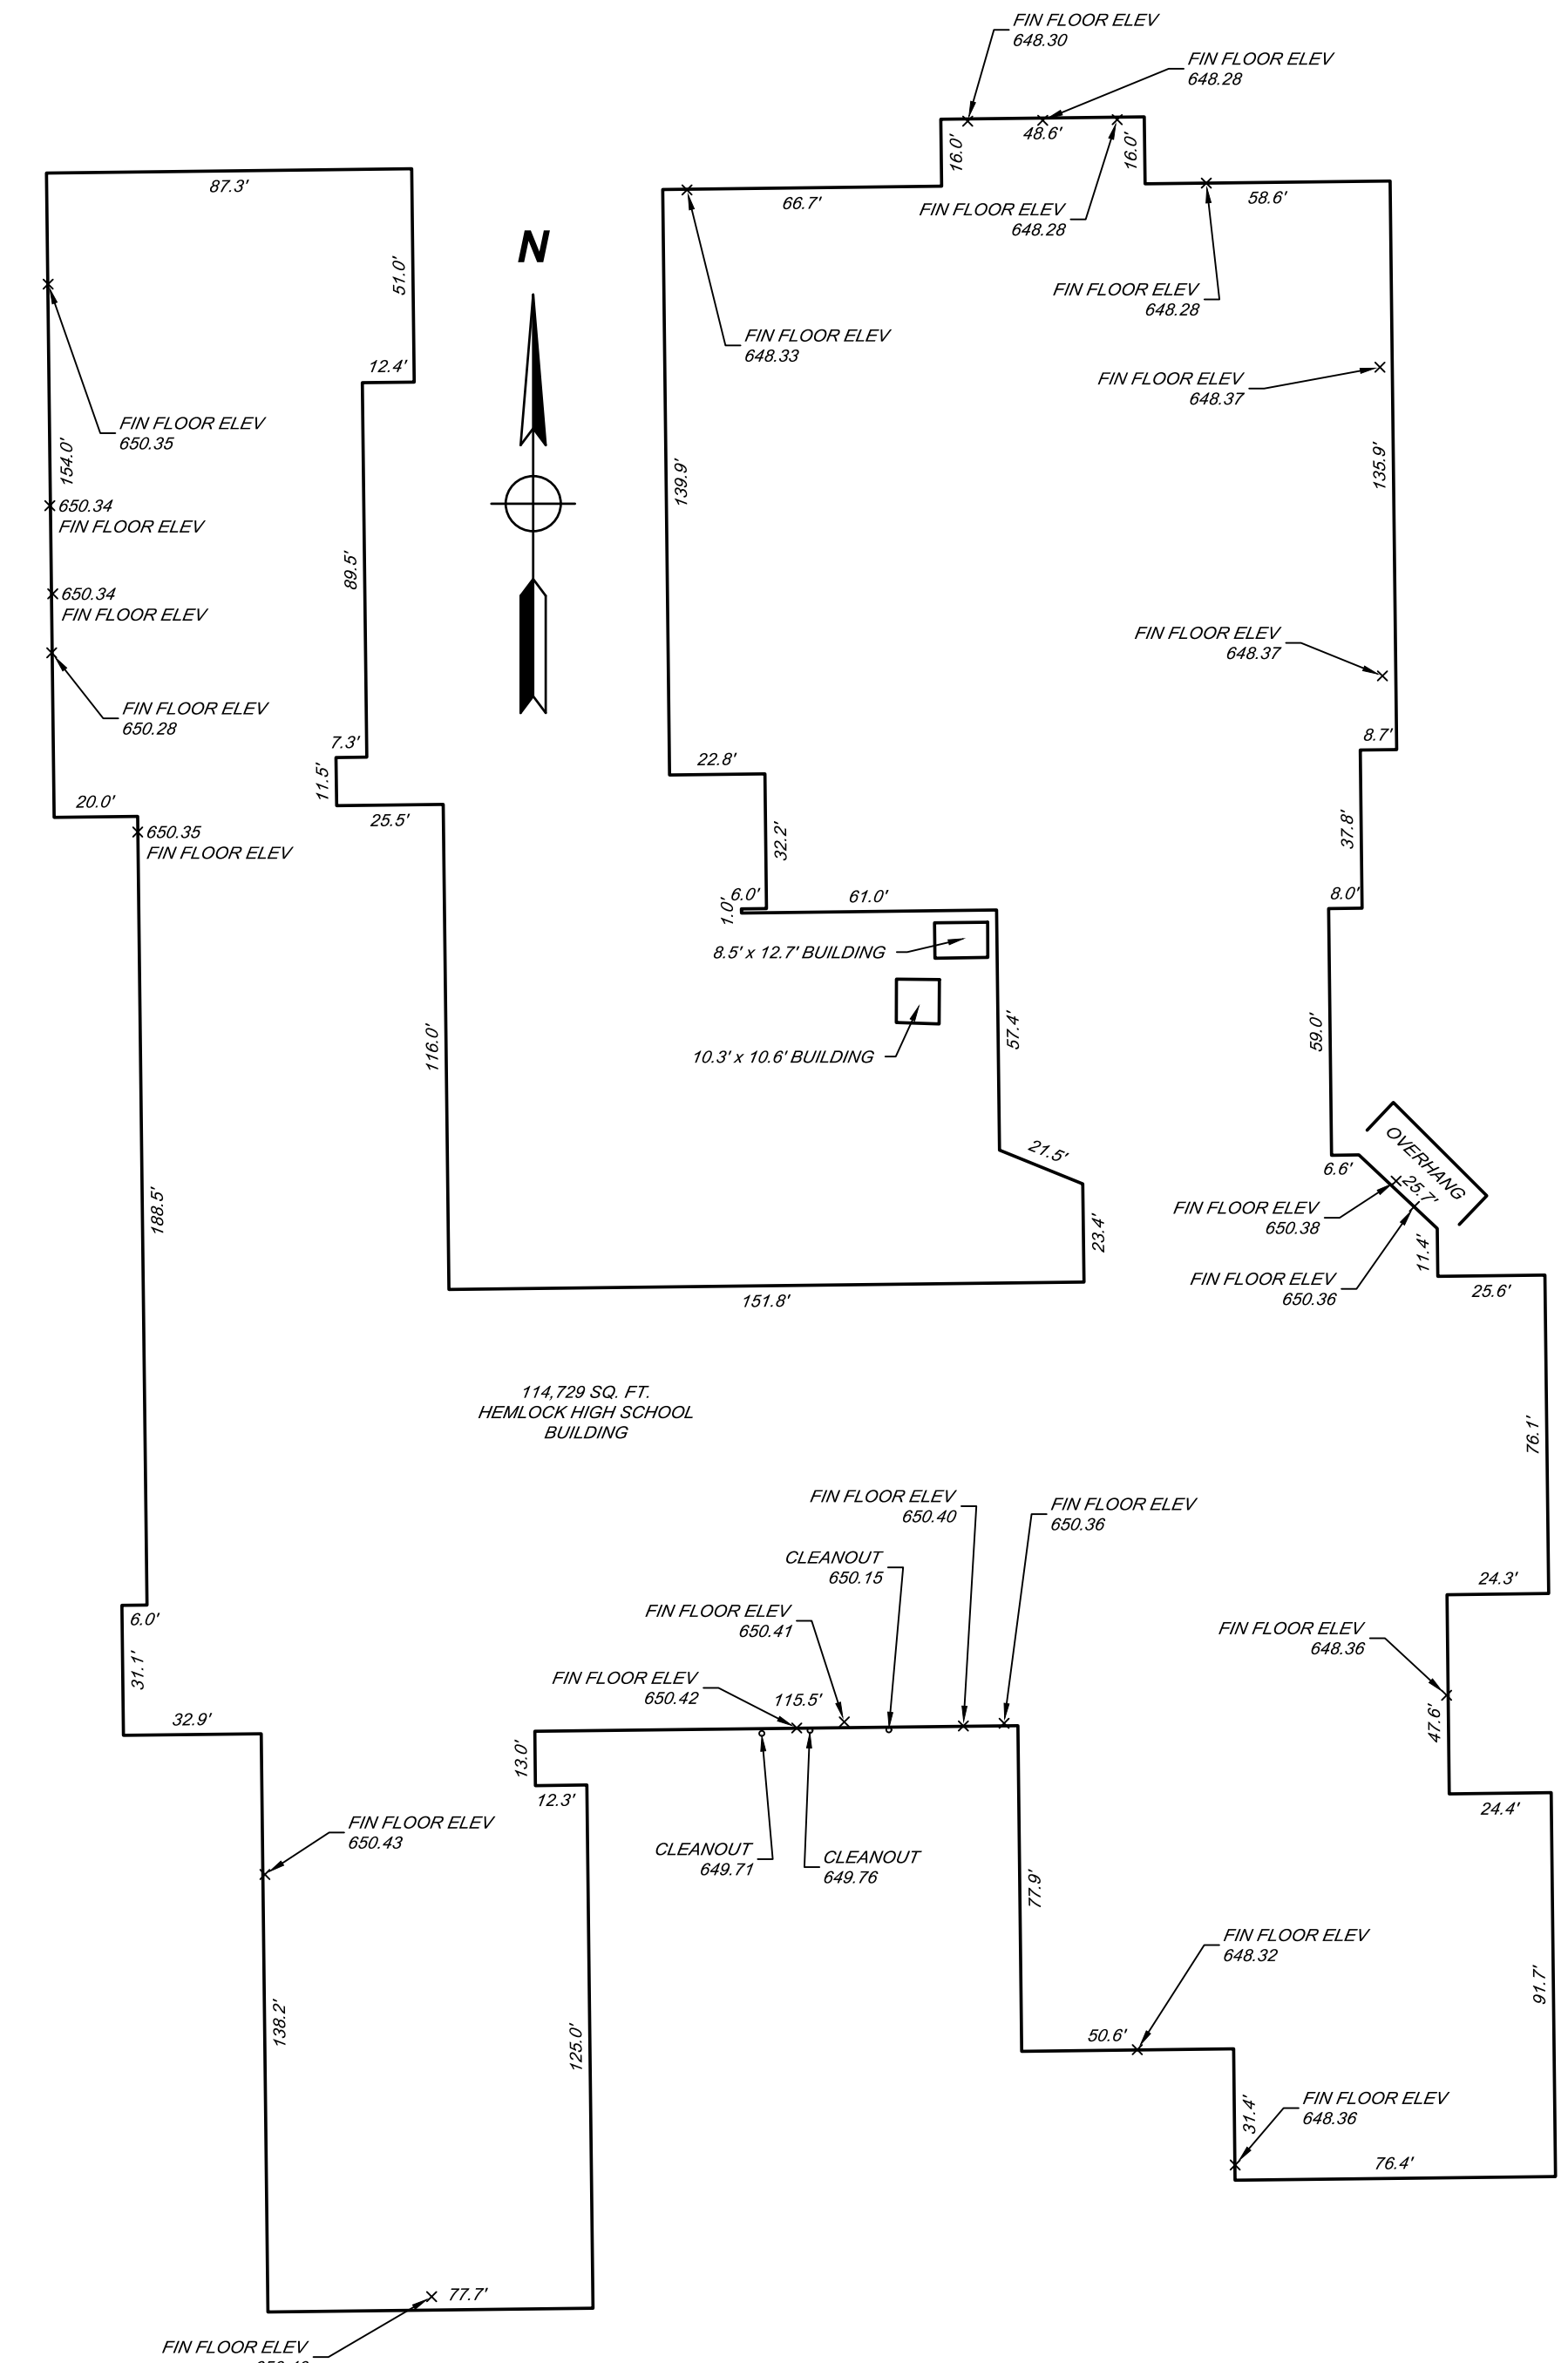 FIN FLOOR ELEV
648.30
FIN FLOOR ELEV
648.28
48.6'
16.0'
16.0'
87.3'
66.7'
58.6'
FIN FLOOR ELEV
648.28
N
51.0'
FIN FLOOR ELEV
648.28
FIN FLOOR ELEV
648.33
12.4'
FIN FLOOR ELEV
648.37
FIN FLOOR ELEV
650.35
154.0'
139.9'
135.9'
650.34
FIN FLOOR ELEV
89.5'
650.34
FIN FLOOR ELEV
FIN FLOOR ELEV
648.37
FIN FLOOR ELEV
650.28
7.3'
8.7'
22.8'
11.5'
20.0'
25.5'
650.35
FIN FLOOR ELEV
32.2'
37.8'
6.0'
61.0'
8.0'
1.0'
8.5' x 12.7' BUILDING
116.0'
57.4'
59.0'
10.3' x 10.6' BUILDING
OVERHANG
21.5'
6.6'
25.7'
188.5'
FIN FLOOR ELEV
650.38
23.4'
11.4'
FIN FLOOR ELEV
650.36
25.6'
151.8'
114,729 SQ. FT.
HEMLOCK HIGH SCHOOL
BUILDING
76.1'
FIN FLOOR ELEV
650.40
FIN FLOOR ELEV
650.36
CLEANOUT
650.15
24.3'
6.0'
FIN FLOOR ELEV
650.41
FIN FLOOR ELEV
648.36
31.1'
FIN FLOOR ELEV
650.42
115.5'
32.9'
47.6'
13.0'
12.3'
24.4'
FIN FLOOR ELEV
650.43
CLEANOUT
649.71
CLEANOUT
649.76
77.9'
FIN FLOOR ELEV
648.32
91.7'
138.2'
125.0'
50.6'
FIN FLOOR ELEV
648.36
31.4'
76.4'
77.7'
FIN FLOOR ELEV